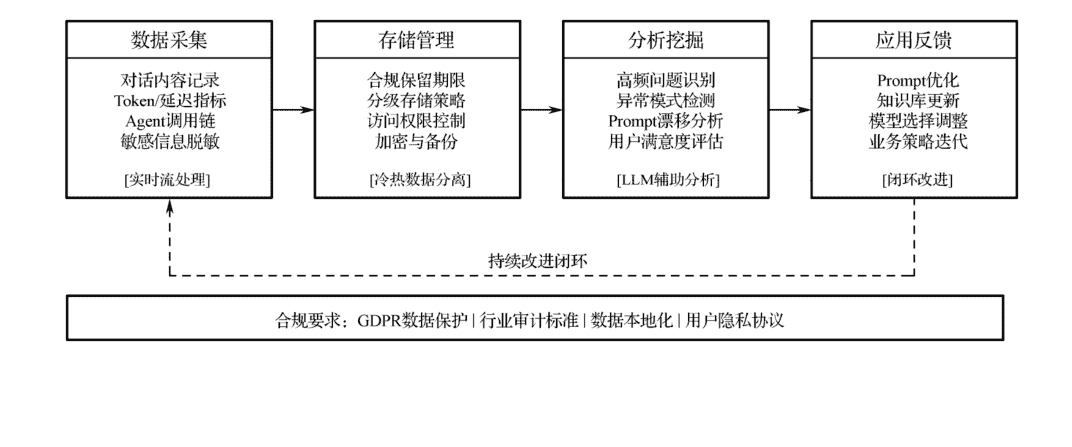 数据采集
对话内容记录
Token/延迟指标
Agent调用链
敏感信息脱敏
[实时流处理]
存储管理
合规保留期限
分级存储策略
访问权限控制
加密与备份
[冷热数据分离]
分析挖掘
高频问题识别
异常模式检测
Prompt漂移分析
用户满意度评估
[LLM辅助分析]
应用反馈
Prompt优化
知识库更新
模型选择调整
业务策略迭代
[闭环改进]
持续改进闭环
合规要求：GDPR数据保护 | 行业审计标准 | 数据本地化 | 用户隐私协议